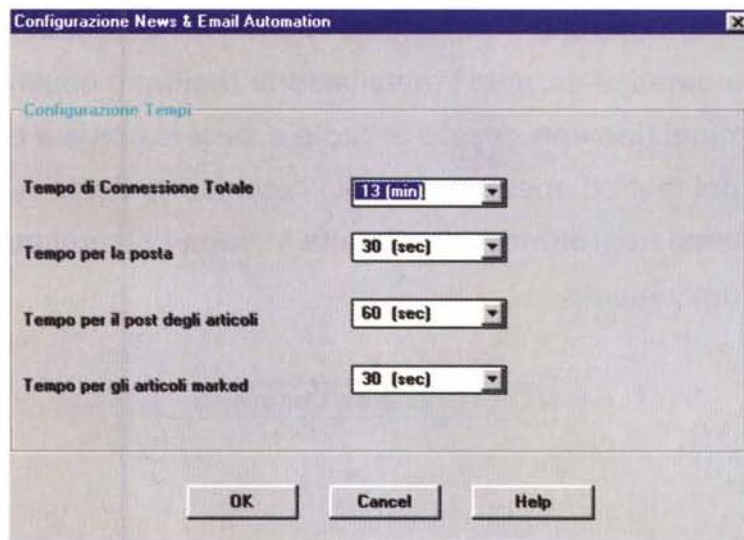 Configurazione News & Email Automation
Configurazione Tempi
Tempo di Connessione Totale 13 (min)
Tempo per la posta 30 (sec)
Tempo per il post degli articoli 60 (sec)
Tempo per gli articoli marked 30 (sec)
OK Cancel Help